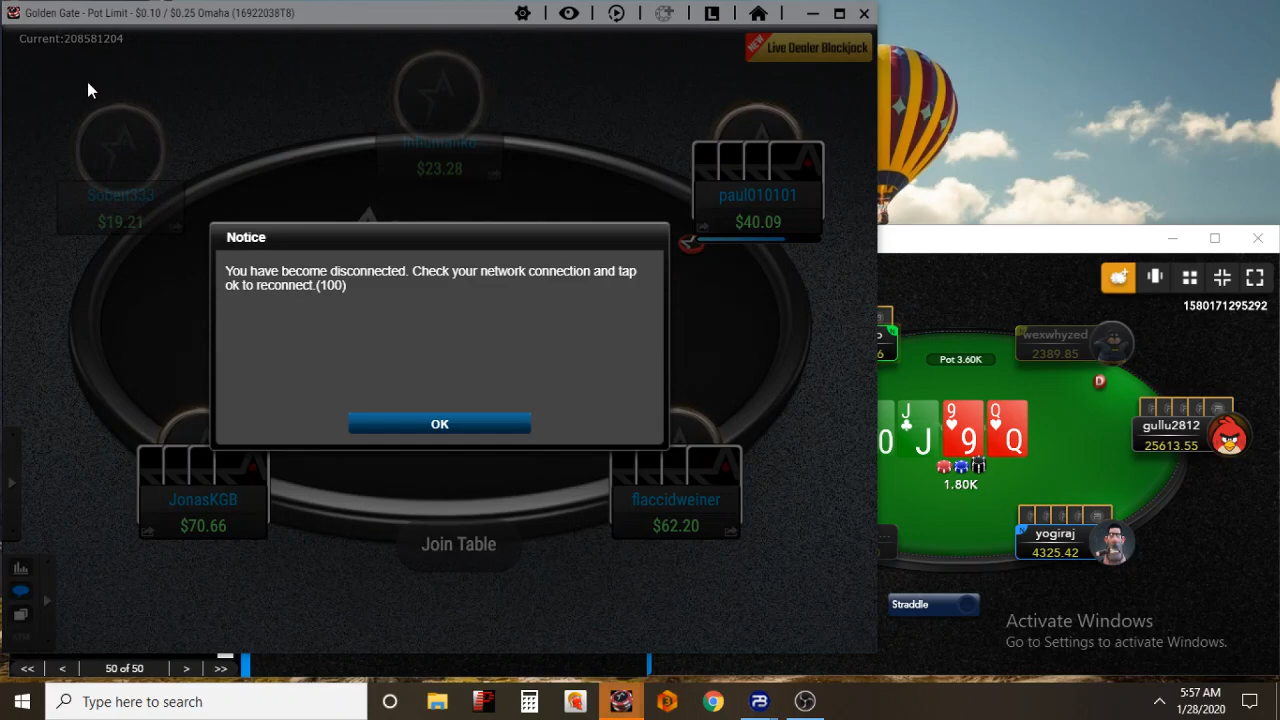 Golden Gate - Pot Limit - $0.10 / $0.25 Omaha (16922038T8)
L
Current:208581204
NEW
Live Dealer Blackjack
$23.28
paul010101
$40.09
Sobeit333
$19.21
Notice
You have become disconnected. Check your network connection and tap
ok to reconnect.(100)
OK
JonasKGB
$70.66
flaccidweiner
$62.20
Join Table
<<
<
50 of 50
>
>>
1580171295292
wexwhyzed
2389.85
Pot 3.60K
D
gullu2812
25613.55
J
J
9
9
Q
Q
1.80K
yogiraj
4325.42
Straddle
Activate Windows
Go to Settings to activate Windows.
Type here to search
5:57 AM
1/28/2020